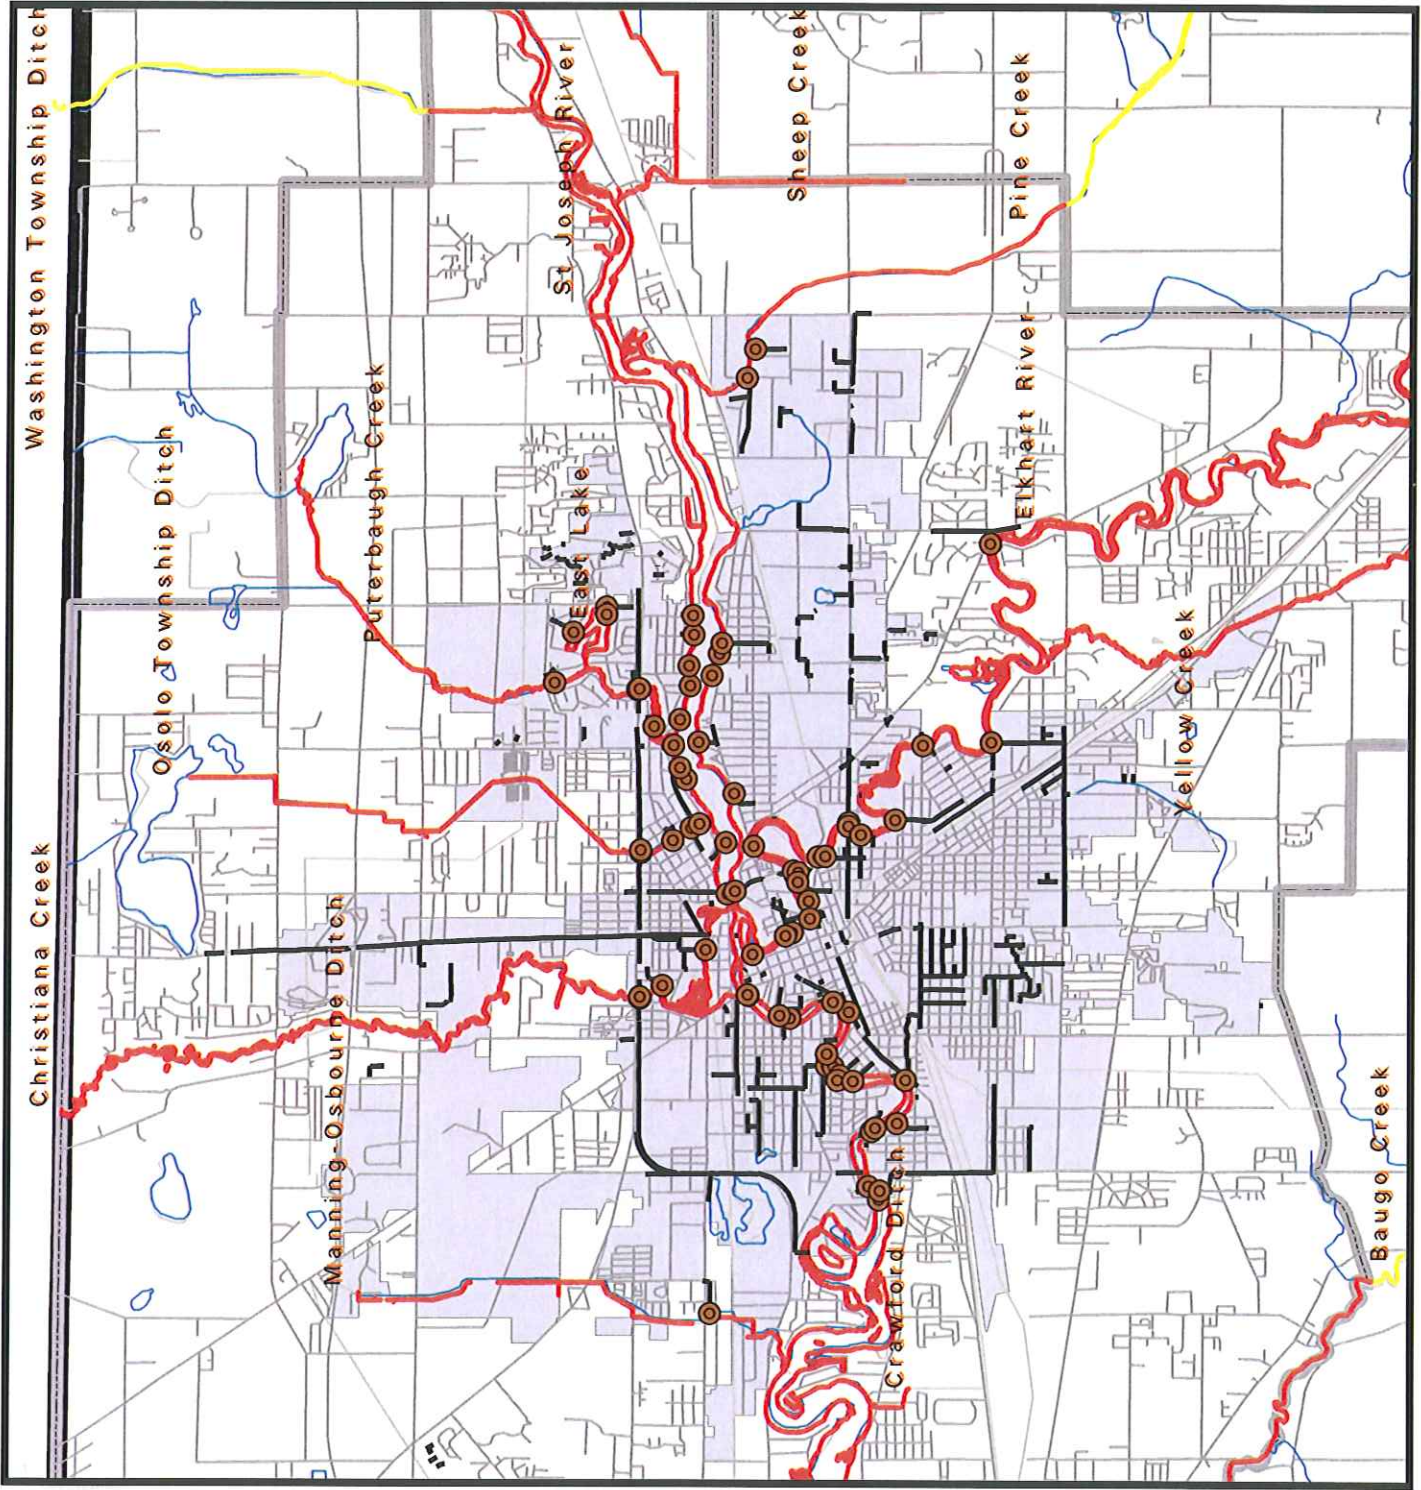 Washington Township Ditch
St Joseph River
Sheep Creek
Pine Creek
Puterbaugh Creek
Osolo Township Ditch
East Lake
Elkhart River
Yellow Creek
Christiana Creek
Manning-Osbourne Ditch
Crawford Ditch
Baugo Creek